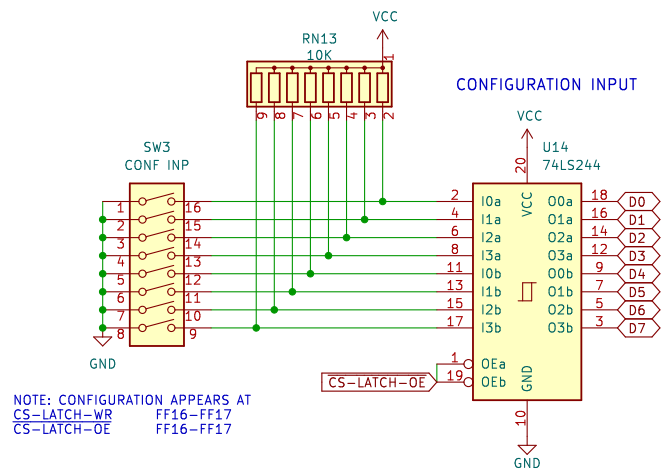 VCC
RN13
10K
1
9 8 7 6 5 4 3 2
CONFIGURATION INPUT
VCC
SW3
CONF INP
U14
74LS244
20
VCC
1 16 2 I0a O0a 18 D0
2 15 4 I1a O1a 16 D1
3 14 6 I2a O2a 14 D2
4 13 8 I3a O3a 12 D3
5 12 11 I0b O0b 9 D4
6 11 13 I1b O1b 7 D5
7 10 15 I2b O2b 5 D6
8 9 17 I3b O3b 3 D7
GND
1 OEa
CS-LATCH-OE 19 OEb
GND
10
GND
NOTE: CONFIGURATION APPEARS AT
CS-LATCH-WR FF16-FF17
CS-LATCH-OE FF16-FF17